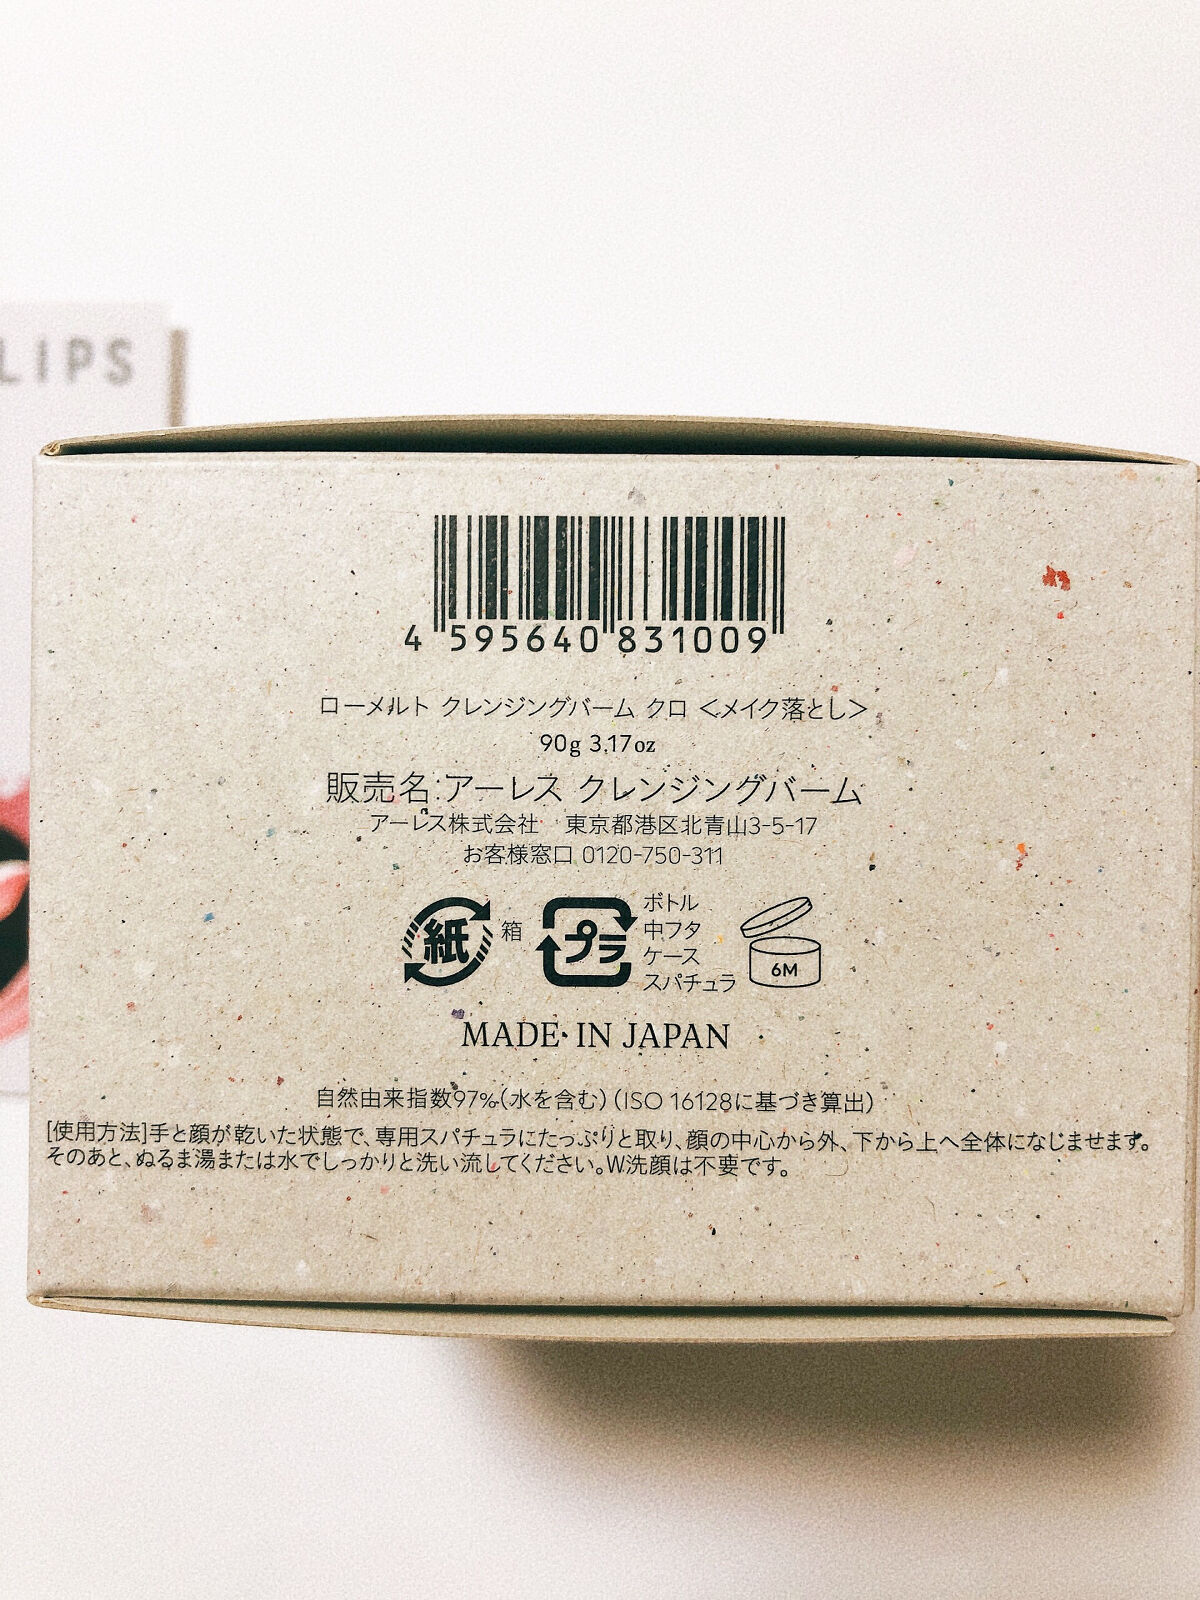 LIPS
4 595640 831009
ローメルト クレンジングバーム クロ <メイク落とし>
90g 3.17oz
販売名:アーレス クレンジングバーム
アーレス株式会社 東京都港区北青山3-5-17
お客様窓口 0120-750-311
紙 箱 プラ ボトル
中フタ
ケース
スパチュラ
6M
MADE IN JAPAN
自然由来指数97%(水を含む)(ISO 16128に基づき算出)
[使用方法]手と顔が乾いた状態で、専用スパチュラにたっぷりと取り、顔の中心から外、下から上へ全体になじませます。
そのあと、ぬるま湯または水でしっかりと洗い流してください。W洗顔は不要です。